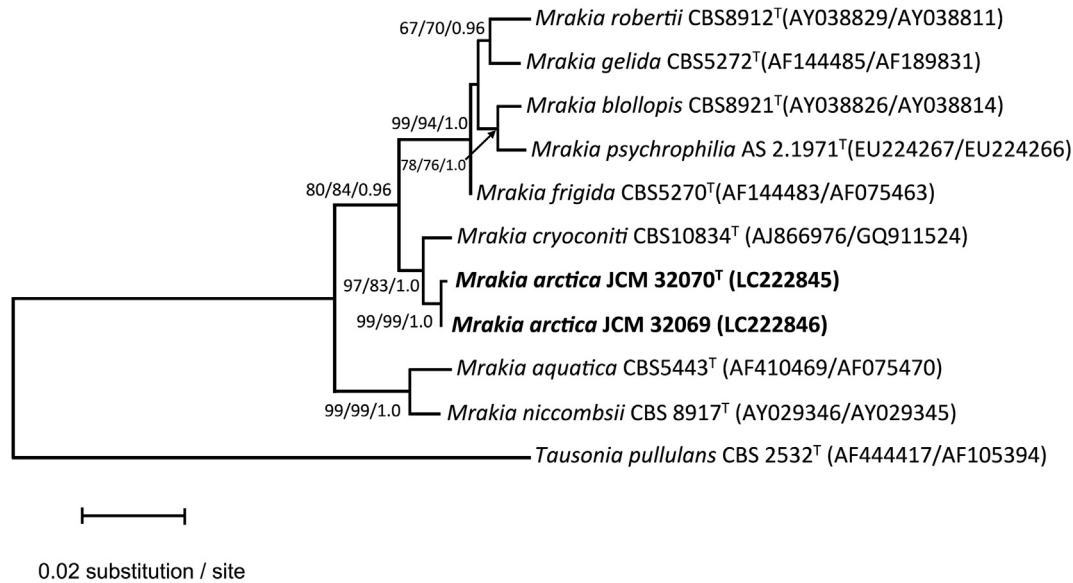 Mrakia robertii CBS8912ᵀ(AY038829/AY038811)
67/70/0.96
Mrakia gelida CBS5272ᵀ(AF144485/AF189831)
Mrakia blollopis CBS8921ᵀ(AY038826/AY038814)
99/94/1.0
Mrakia psychrophilia AS 2.1971ᵀ(EU224267/EU224266)
78/76/1.0
80/84/0.96
Mrakia frigida CBS5270ᵀ(AF144483/AF075463)
Mrakia cryoconiti CBS10834ᵀ (AJ866976/GQ911524)
97/83/1.0
Mrakia arctica JCM 32070ᵀ (LC222845)
99/99/1.0
Mrakia arctica JCM 32069 (LC222846)
Mrakia aquatica CBS5443ᵀ (AF410469/AF075470)
99/99/1.0
Mrakia niccombsii CBS 8917ᵀ (AY029346/AY029345)
Tausonia pullulans CBS 2532ᵀ (AF444417/AF105394)
0.02 substitution / site